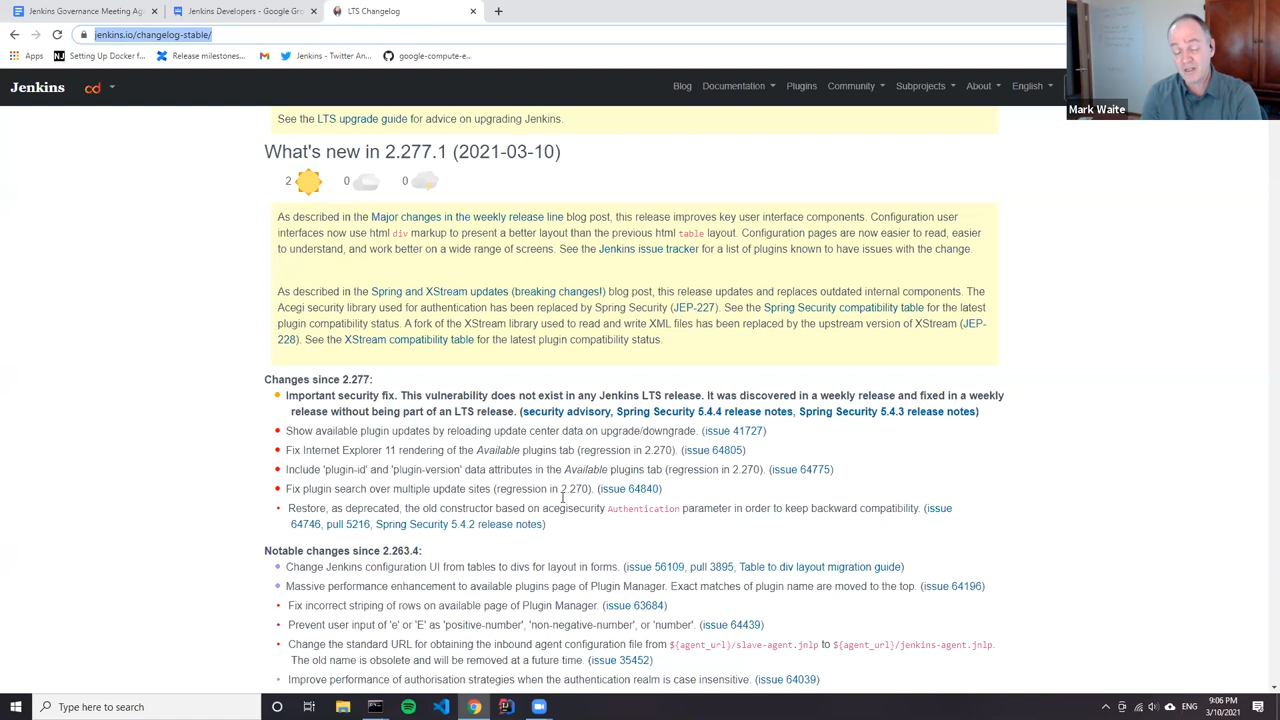 Jenkins Governance Meeting Age
Jenkins Developers - Google Gro
LTS Changelog
jenkins.io/changelog-stable/
Apps
Setting Up Docker f...
Release milestones...
Jenkins - Twitter An...
google-compute-e...
Jenkins
cd
Blog
Documentation
Plugins
Community
Subprojects
About
English
Mark Waite
See the LTS upgrade guide for advice on upgrading Jenkins.
What's new in 2.277.1 (2021-03-10)
2
0
0
As described in the Major changes in the weekly release line blog post, this release improves key user interface components. Configuration user
interfaces now use html div markup to present a better layout than the previous html table layout. Configuration pages are now easier to read, easier
to understand, and work better on a wide range of screens. See the Jenkins issue tracker for a list of plugins known to have issues with the change.
As described in the Spring and XStream updates (breaking changes!) blog post, this release updates and replaces outdated internal components. The
Acegi security library used for authentication has been replaced by Spring Security (JEP-227). See the Spring Security compatibility table for the latest
plugin compatibility status. A fork of the XStream library used to read and write XML files has been replaced by the upstream version of XStream (JEP-
228). See the XStream compatibility table for the latest plugin compatibility status.
Changes since 2.277:
Important security fix. This vulnerability does not exist in any Jenkins LTS release. It was discovered in a weekly release and fixed in a weekly
release without being part of an LTS release. (security advisory, Spring Security 5.4.4 release notes, Spring Security 5.4.3 release notes)
Show available plugin updates by reloading update center data on upgrade/downgrade. (issue 41727)
Fix Internet Explorer 11 rendering of the Available plugins tab (regression in 2.270). (issue 64805)
Include 'plugin-id' and 'plugin-version' data attributes in the Available plugins tab (regression in 2.270). (issue 64775)
Fix plugin search over multiple update sites (regression in 2.270). (issue 64840)
Restore, as deprecated, the old constructor based on acegisecurity Authentication parameter in order to keep backward compatibility. (issue
64746, pull 5216, Spring Security 5.4.2 release notes)
Notable changes since 2.263.4:
Change Jenkins configuration UI from tables to divs for layout in forms. (issue 56109, pull 3895, Table to div layout migration guide)
Massive performance enhancement to available plugins page of Plugin Manager. Exact matches of plugin name are moved to the top. (issue 64196)
Fix incorrect striping of rows on available page of Plugin Manager. (issue 63684)
Prevent user input of 'e' or 'E' as 'positive-number', 'non-negative-number', or 'number'. (issue 64439)
Change the standard URL for obtaining the inbound agent configuration file from ${agent_url}/slave-agent.jnlp to ${agent_url}/jenkins-agent.jnlp.
The old name is obsolete and will be removed at a future time. (issue 35452)
Improve performance of authorisation strategies when the authentication realm is case insensitive. (issue 64039)
Type here to search
9:06 PM
3/10/2021